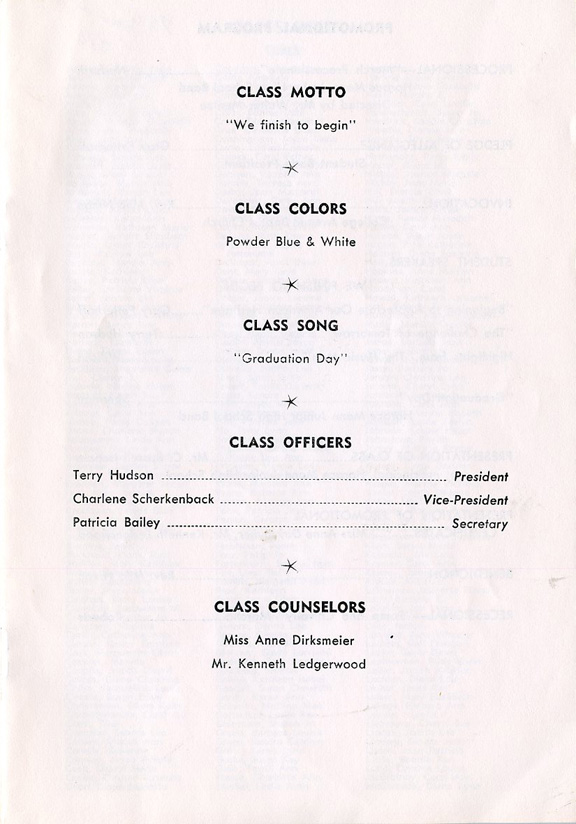 CLASS MOTTO
"We finish to begin"
CLASS COLORS
Powder Blue & White
CLASS SONG
"Graduation Day"
CLASS OFFICERS
Terry Hudson ........ President
Charlene Scherkenback ........ Vice-President
Patricia Bailey ........ Secretary
CLASS COUNSELORS
Miss Anne Dirksmeier
Mr. Kenneth Ledgerwood